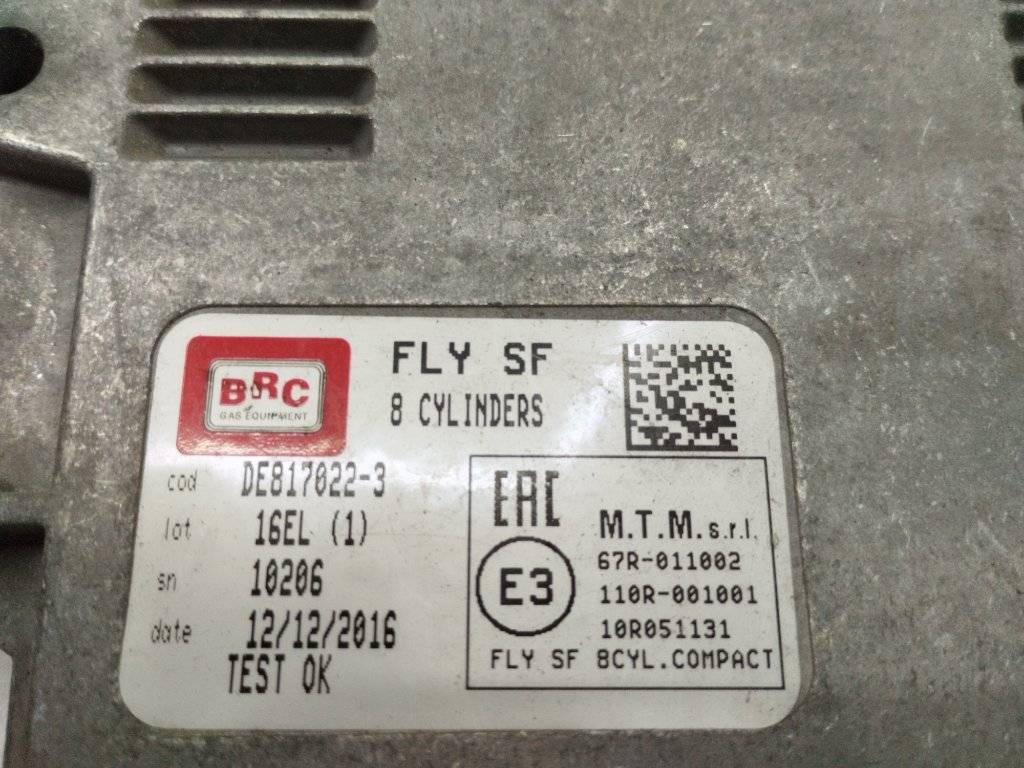 BRC
GAS EQUIPMENT
FLY SF
8 CYLINDERS
cod DE817022-3
lot 16EL (1)
sn 10206
date 12/12/2016
TEST OK
EAC
M.T.M. s.r.l.
E3
67R-011002
110R-001001
10R051131
FLY SF 8CYL.COMPACT